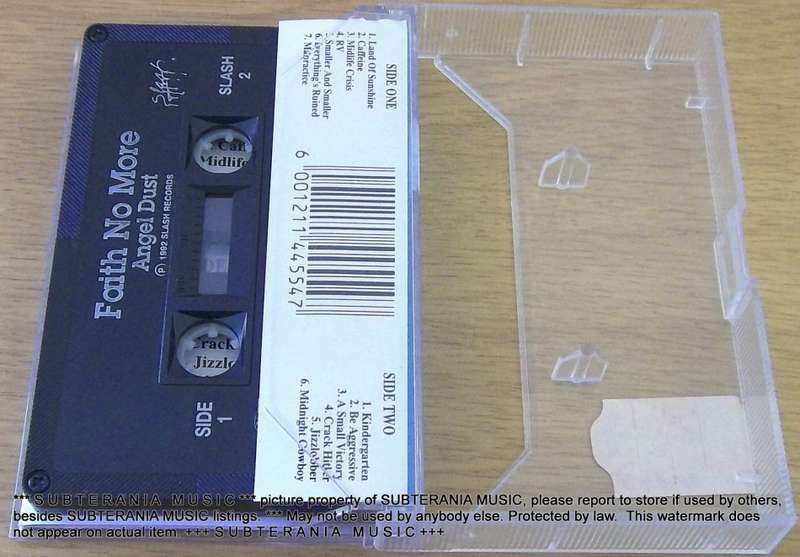 SLASH
SLASH
2
Faith No More
Angel Dust
℗ 1992 SLASH RECORDS
SIDE
1
Midlife
SIDE ONE
1. Land Of Sunshine
2. Caffeine
3. Midlife Crisis
4. RV
5. Smaller And Smaller
6. Everything's Ruined
7. Malpractice
6 001211 445547
SIDE TWO
1. Kindergarten
2. Be Aggressive
3. A Small Victory
4. Crack Hitler
5. Jizzlobber
6. Midnight Cowboy
*** S U B T E R A N I A M U S I C *** picture property of SUBTERANIA MUSIC, please report to store if used by others,
besides SUBTERANIA MUSIC listings. *** May not be used by anybody else. Protected by law. This watermark does
not appear on actual item. +++ S U B T E R A N I A M U S I C +++